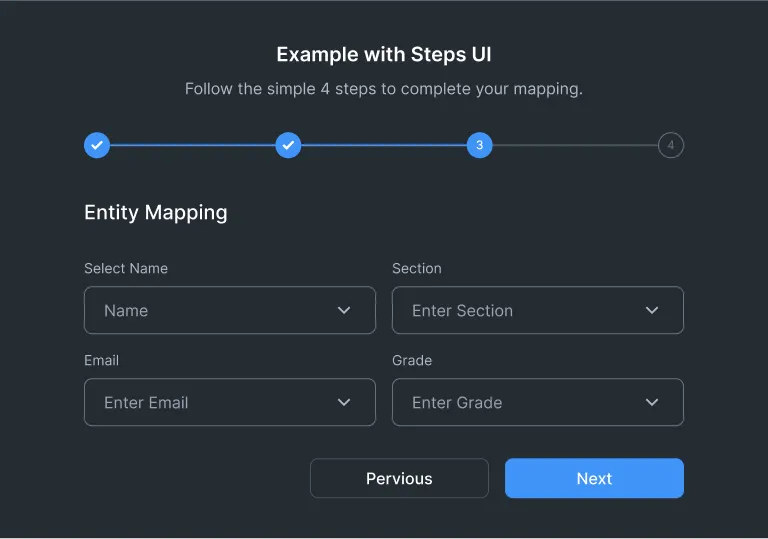 Example with Steps UI
Follow the simple 4 steps to complete your mapping.
3 4
Entity Mapping
Select Name Section
Name Enter Section
Email Grade
Enter Email Enter Grade
Pervious Next